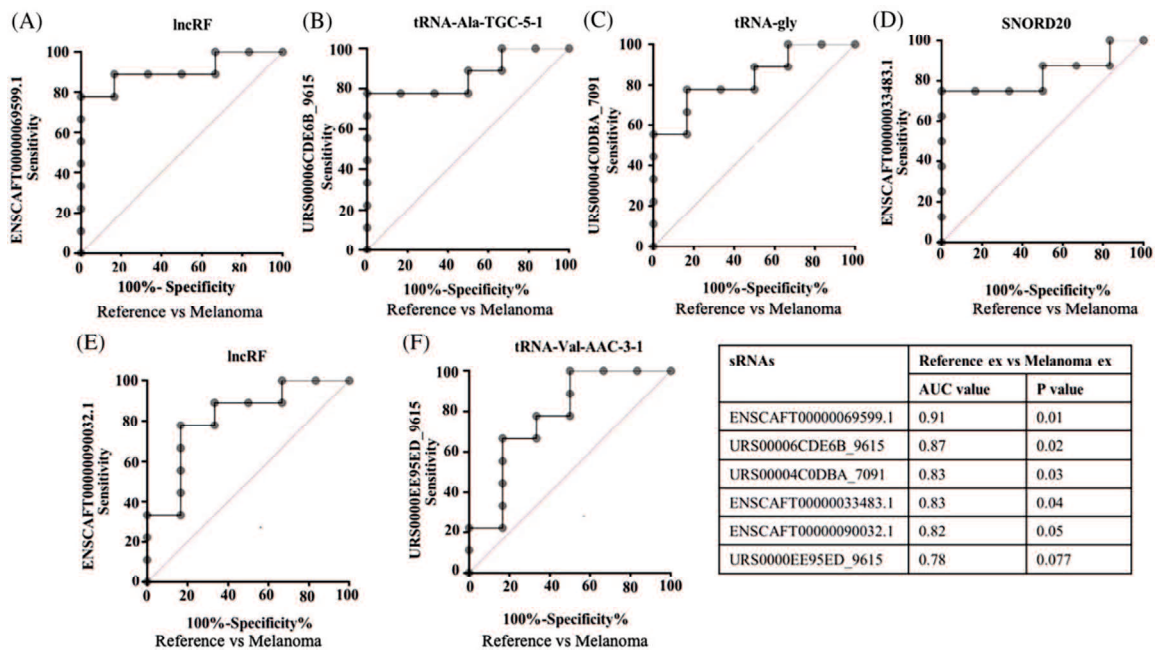 (A)
lncRF
ENSCAFT00000069599.1
Sensitivity
100
80
60
40
20
0
0 20 40 60 80 100
100%- Specificity
Reference vs Melanoma
(B)
tRNA-Ala-TGC-5-1
URS00006CDE6B_9615
Sensitivity
100
80
60
40
20
0
0 20 40 60 80 100
100%-Specificity%
Reference vs Melanoma
(C)
tRNA-gly
URS00004C0DBA_7091
Sensitivity
100
80
60
40
20
0
0 20 40 60 80 100
100%-Specificity%
Reference vs Melanoma
(D)
SNORD20
ENSCAFT00000033483.1
Sensitivity
100
80
60
40
20
0
0 20 40 60 80 100
100%-Specificity%
Reference vs Melanoma
(E)
lncRF
ENSCAFT00000090032.1
Sensitivity
100
80
60
40
20
0
0 20 40 60 80 100
100%-Specificity%
Reference vs Melanoma
(F)
tRNA-Val-AAC-3-1
URS0000EE95ED_9615
Sensitivity
100
80
60
40
20
0
0 20 40 60 80 100
100%-Specificity%
Reference vs Melanoma
sRNAs Reference ex vs Melanoma ex
AUC value P value
ENSCAFT00000069599.1 0.91 0.01
URS00006CDE6B_9615 0.87 0.02
URS00004C0DBA_7091 0.83 0.03
ENSCAFT00000033483.1 0.83 0.04
ENSCAFT00000090032.1 0.82 0.05
URS0000EE95ED_9615 0.78 0.077